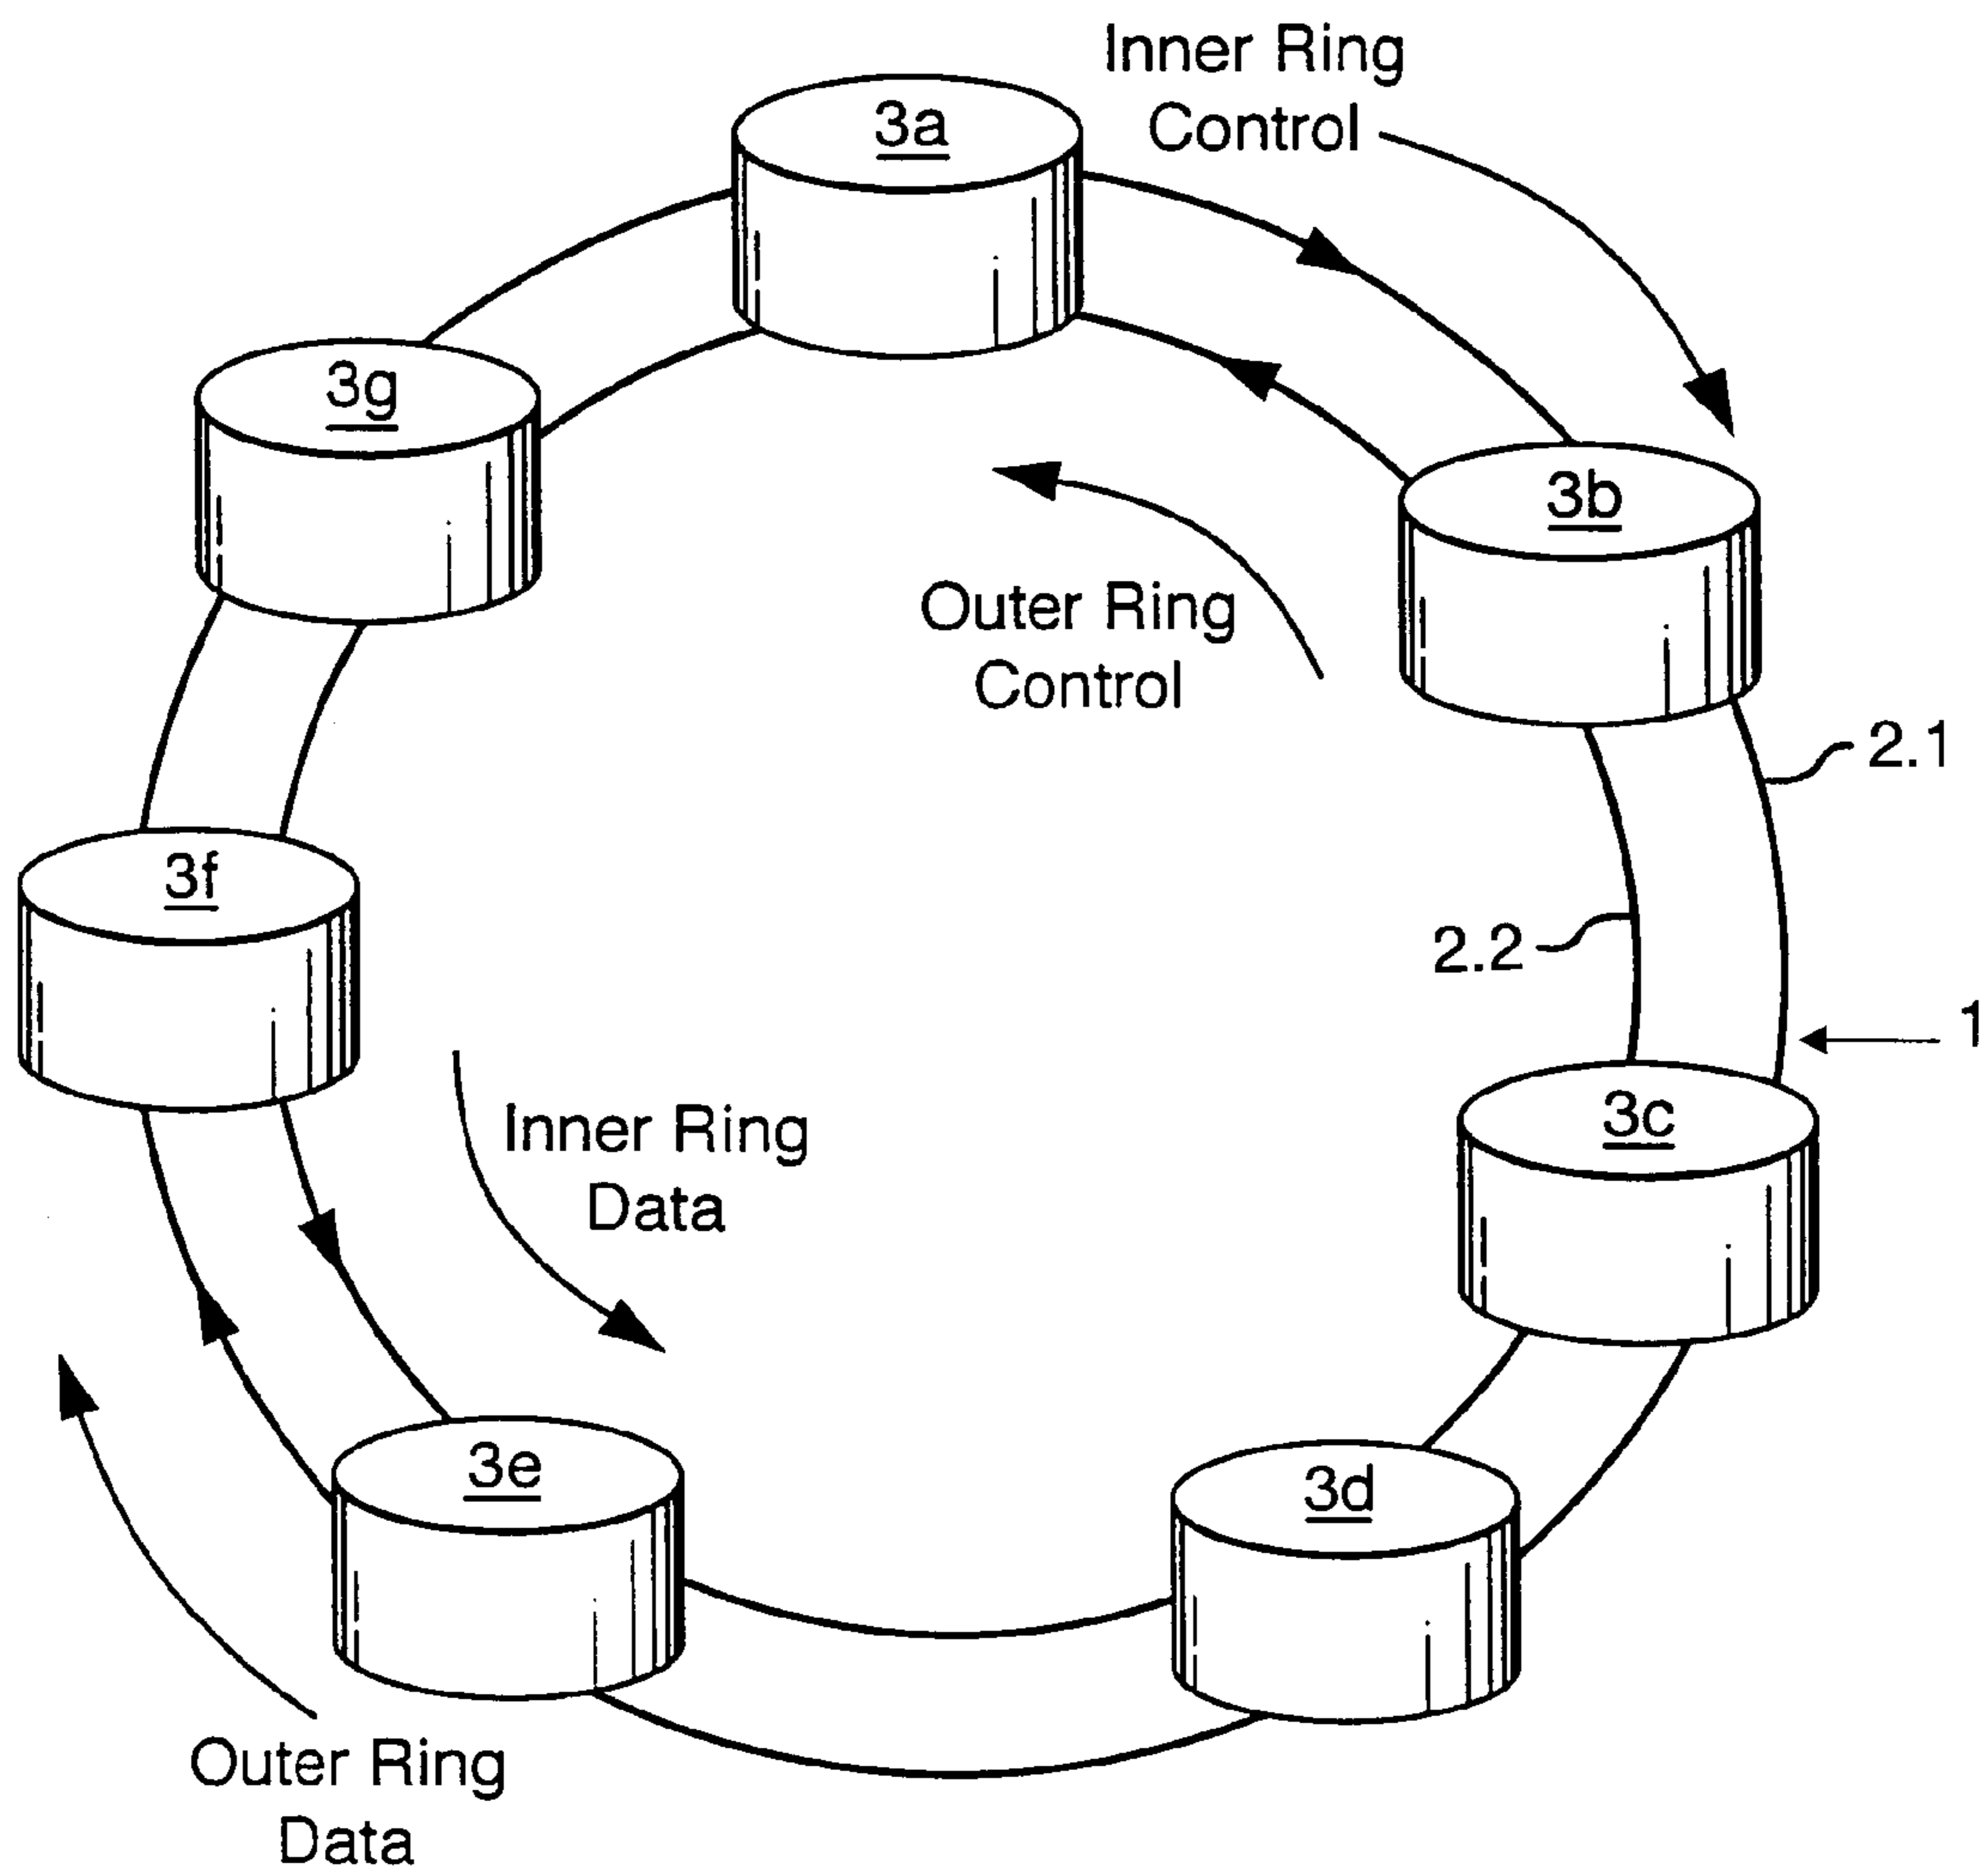 Inner Ring
Control
3a
3g
3b
Outer Ring
Control
2.1
3f
2.2
1
Inner Ring
Data
3c
3e
3d
Outer Ring
Data